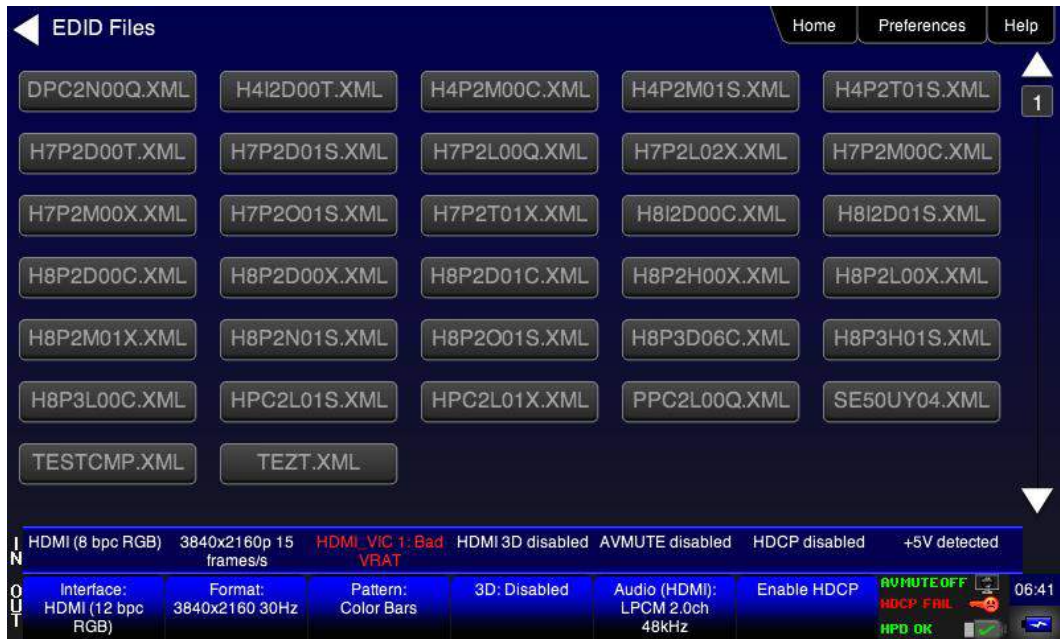 EDID Files Home Preferences Help
DPC2N00Q.XML H4I2D00T.XML H4P2M00C.XML H4P2M01S.XML H4P2T01S.XML
1
H7P2D00T.XML H7P2D01S.XML H7P2L00Q.XML H7P2L02X.XML H7P2M00C.XML
H7P2M00X.XML H7P2O01S.XML H7P2T01X.XML H8I2D00C.XML H8I2D01S.XML
H8P2D00C.XML H8P2D00X.XML H8P2D01C.XML H8P2H00X.XML H8P2L00X.XML
H8P2M01X.XML H8P2N01S.XML H8P2O01S.XML H8P3D06C.XML H8P3H01S.XML
H8P3L00C.XML HPC2L01S.XML HPC2L01X.XML PPC2L00Q.XML SE50UY04.XML
TESTCMP.XML TEZT.XML
IN
HDMI (8 bpc RGB)
3840x2160p 15
frames/s
HDMI_VIC 1: Bad
VRAT
HDMI 3D disabled
AVMUTE disabled
HDCP disabled
+5V detected
OUT
Interface:
HDMI (12 bpc
RGB)
Format:
3840x2160 30Hz
Pattern:
Color Bars
3D: Disabled
Audio (HDMI):
LPCM 2.0ch
48kHz
Enable HDCP
AVMUTE OFF
HDCP FAIL
HPD OK
06:41